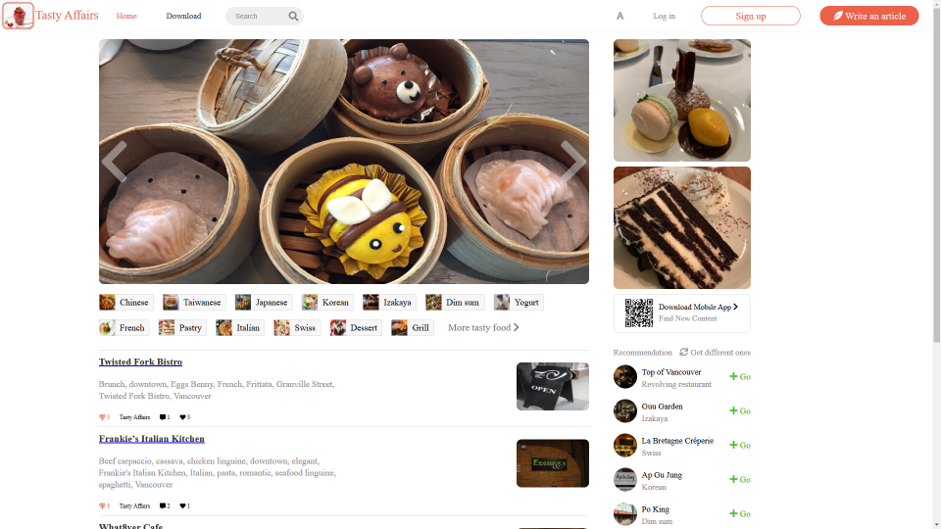 Tasty Affairs Home Download Search A Log in Sign up Write an article
Chinese Taiwanese Japanese Korean Izakaya Dim sum Yogurt
French Pastry Italian Swiss Dessert Grill More tasty food
Download Mobile App
Find New Content
Twisted Fork Bistro
Brunch, downtown, Eggs Benny, French, Frittata, Granville Street,
Twisted Fork Bistro, Vancouver
3 Tasty Affairs 1 3
OPEN
Frankie's Italian Kitchen
Beef carpaccio, cassava, chicken linguine, downtown, elegant,
Frankie's Italian Kitchen, Italian, pasta, romantic, seafood linguine,
spaghetti, Vancouver
1 Tasty Affairs 2 1
What8ver Cafe
Recommendation Get different ones
Top of Vancouver Go
Revolving restaurant
Guu Garden Go
Izakaya
La Bretagne Crêperie Go
Swiss
Ap Gu Jung Go
Korean
Po King Go
Dim sum